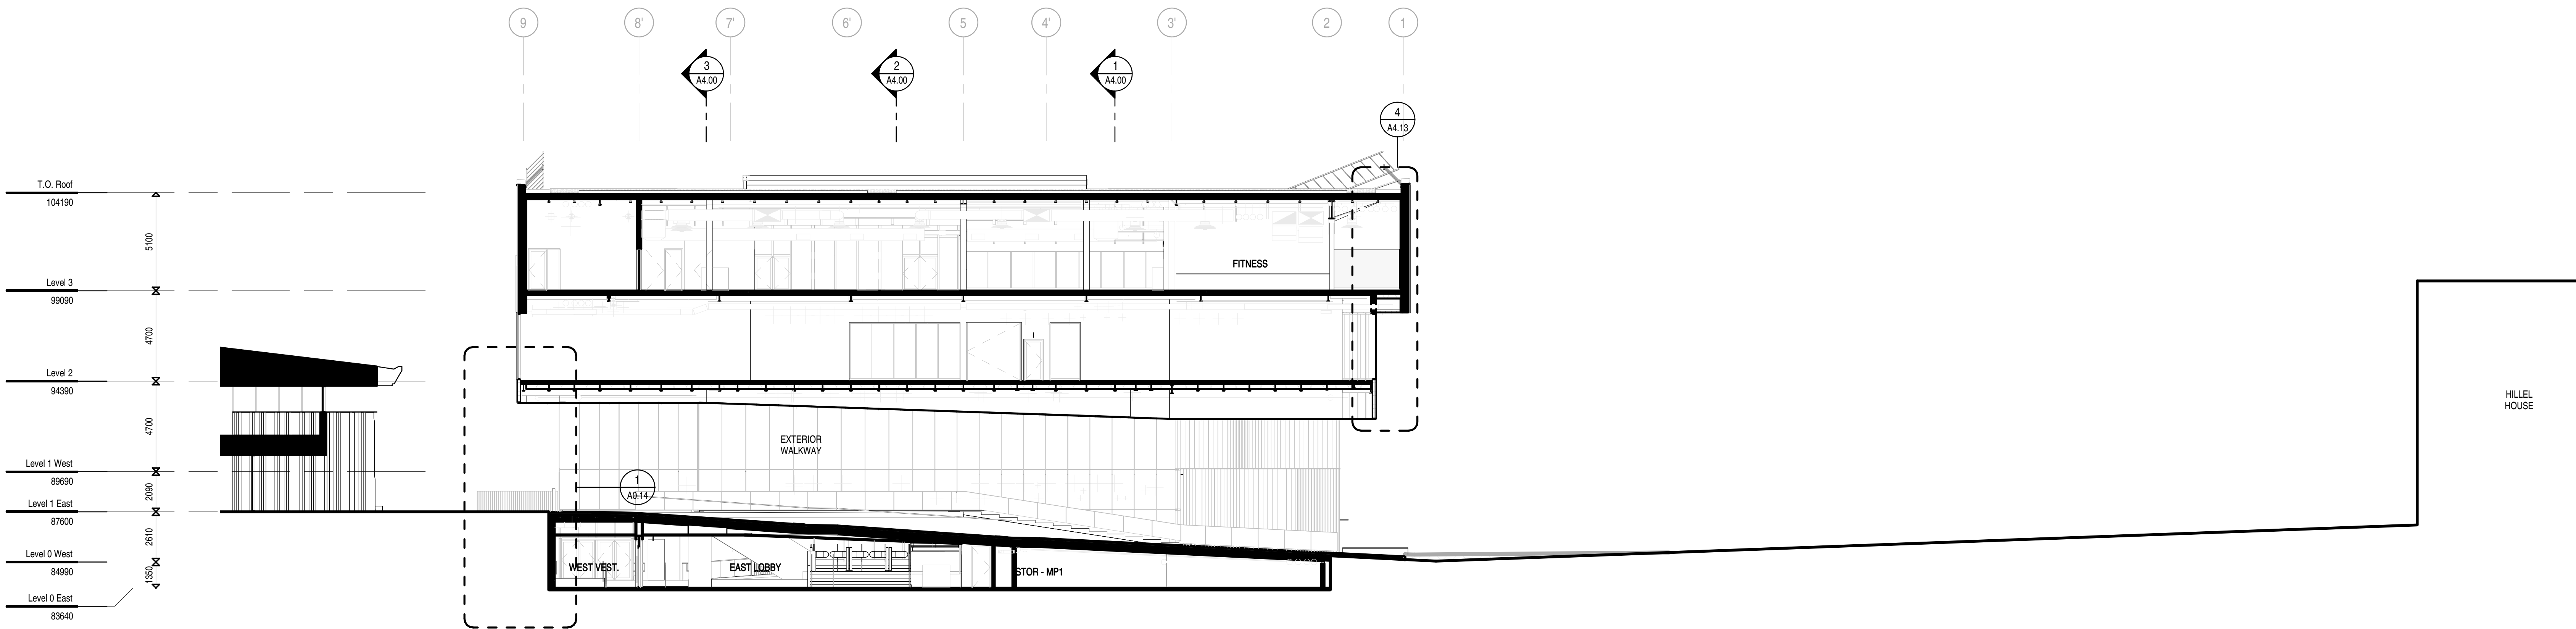 9
8'
7'
6'
5
4'
3'
2
1
3
A4.00
2
A4.00
1
A4.00
4
A4.13
T.O. Roof
104190
5100
Level 3
99090
4700
Level 2
94390
4700
Level 1 West
89690
2090
Level 1 East
87600
2610
Level 0 West
84990
1350
Level 0 East
83640
FITNESS
EXTERIOR
WALKWAY
1
A0.14
WEST VEST.
EAST LOBBY
STOR - MP1
HILLEL
HOUSE